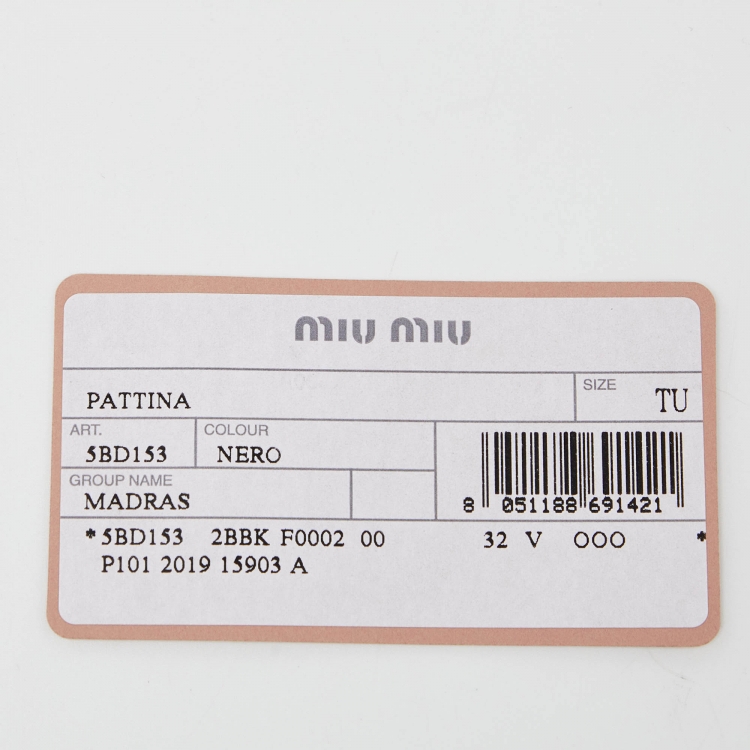 miu miu
PATTINA
SIZE TU
ART. 5BD153
COLOUR NERO
GROUP NAME MADRAS
8 051188 691421
*5BD153 2BBK F0002 00 32 V OOO *
P101 2019 15903 A